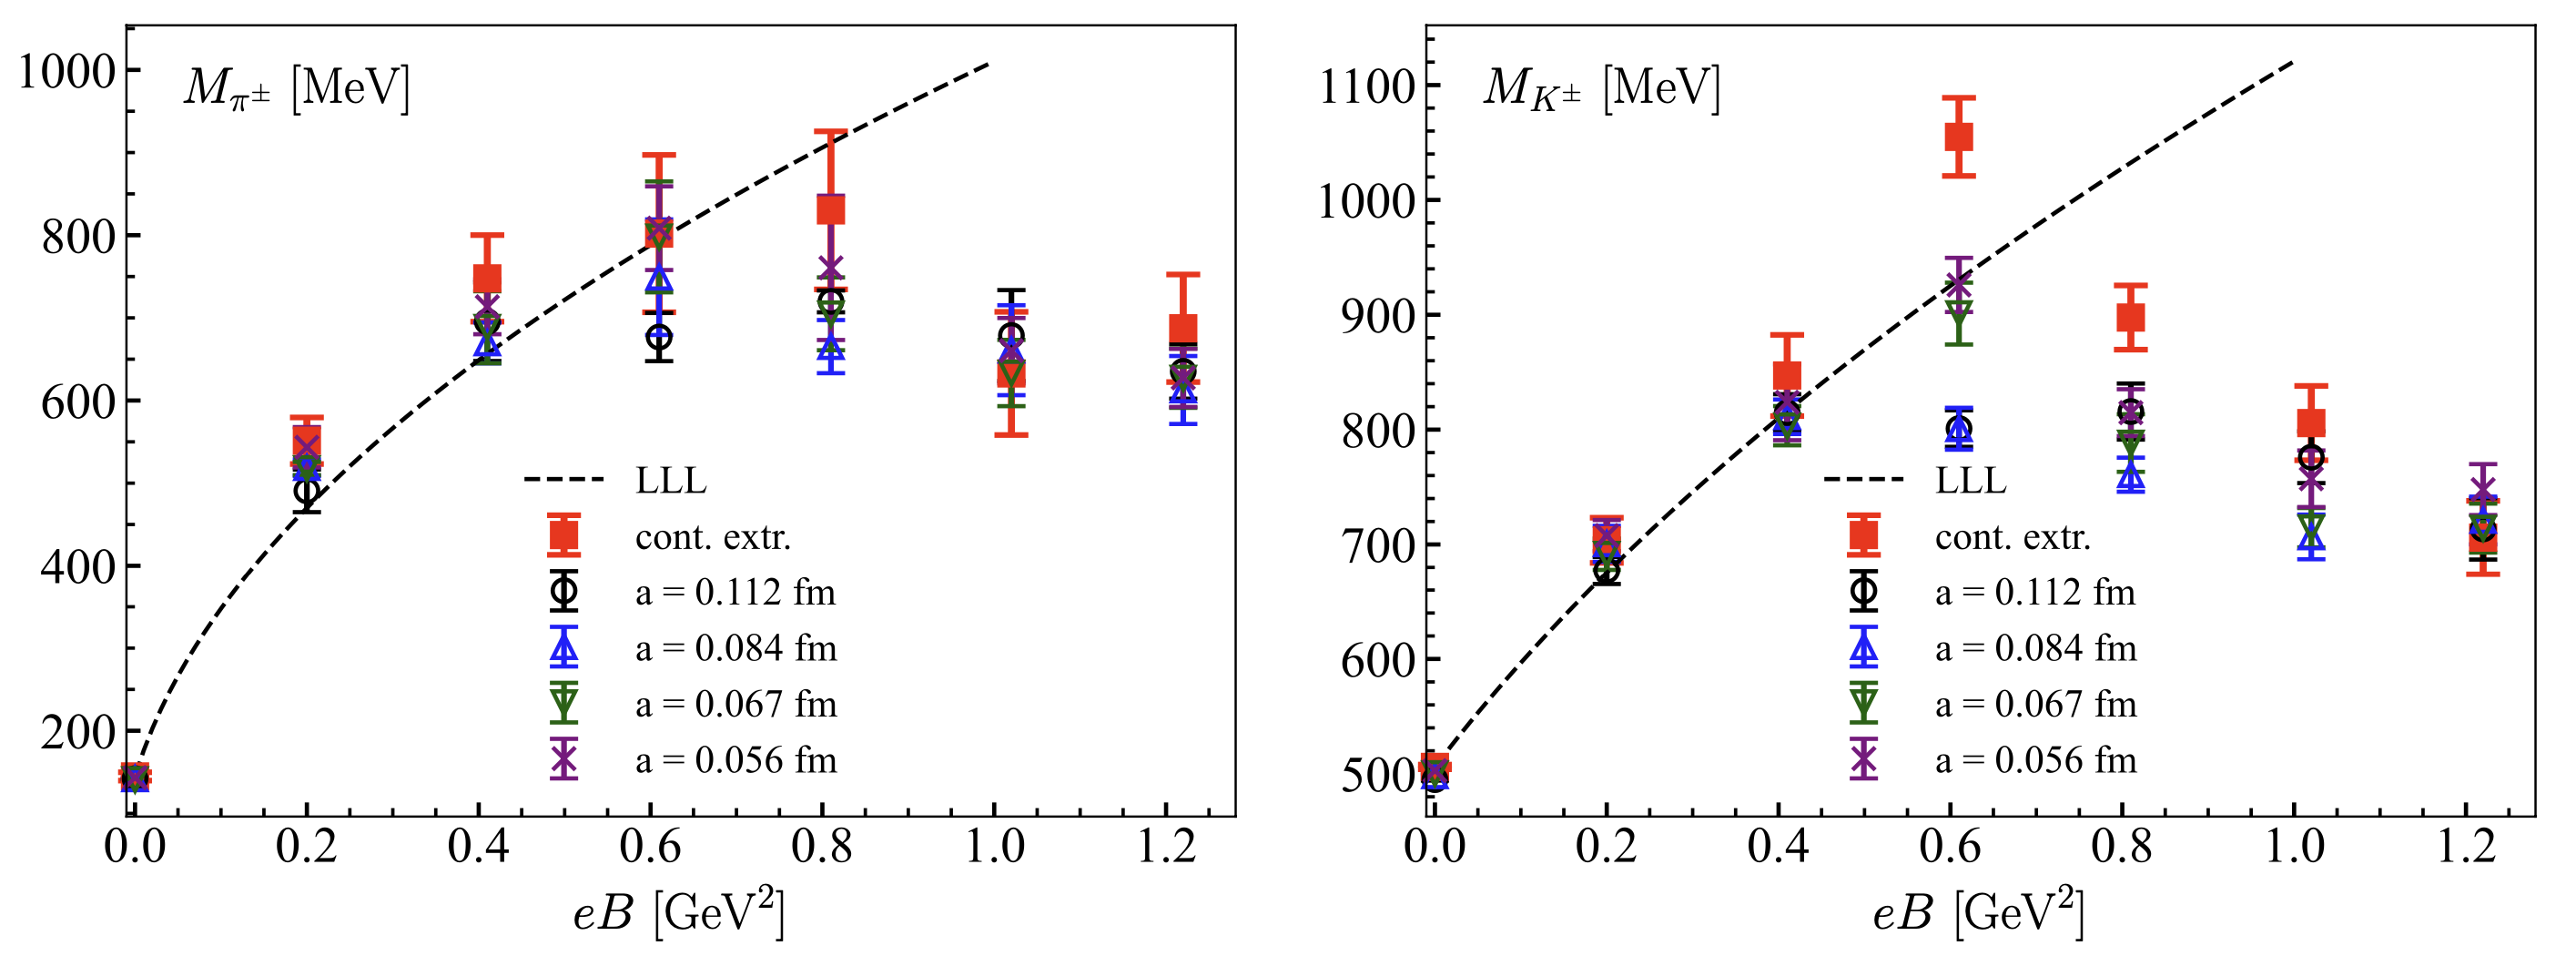 M_{π±} [MeV]
1000
800
600
400
200
LLL
cont. extr.
a = 0.112 fm
a = 0.084 fm
a = 0.067 fm
a = 0.056 fm
0.0 0.2 0.4 0.6 0.8 1.0 1.2
eB [GeV²]
M_{K±} [MeV]
1100
1000
900
800
700
600
500
LLL
cont. extr.
a = 0.112 fm
a = 0.084 fm
a = 0.067 fm
a = 0.056 fm
0.0 0.2 0.4 0.6 0.8 1.0 1.2
eB [GeV²]